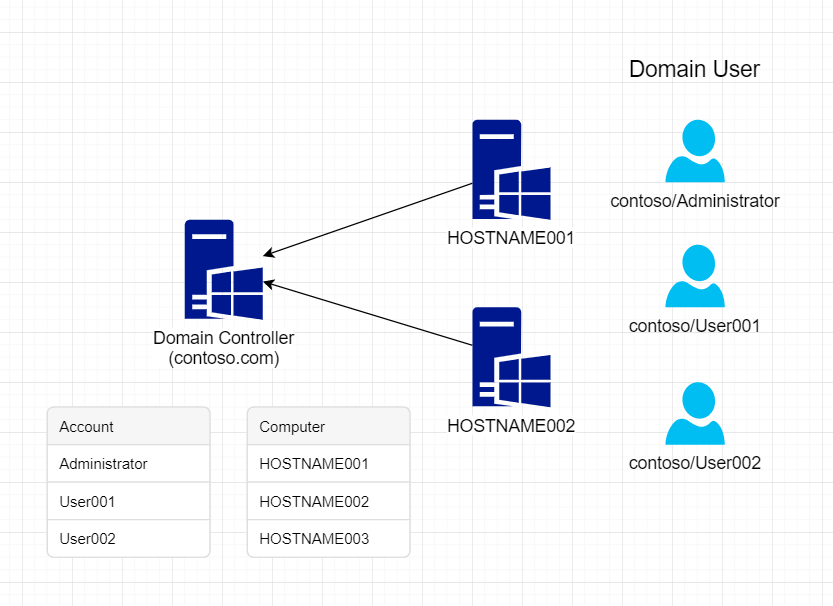 Domain User
contoso/Administrator
HOSTNAME001
contoso/User001
Domain Controller
(contoso.com)
HOSTNAME002
contoso/User002
Account
Administrator
User001
User002
Computer
HOSTNAME001
HOSTNAME002
HOSTNAME003